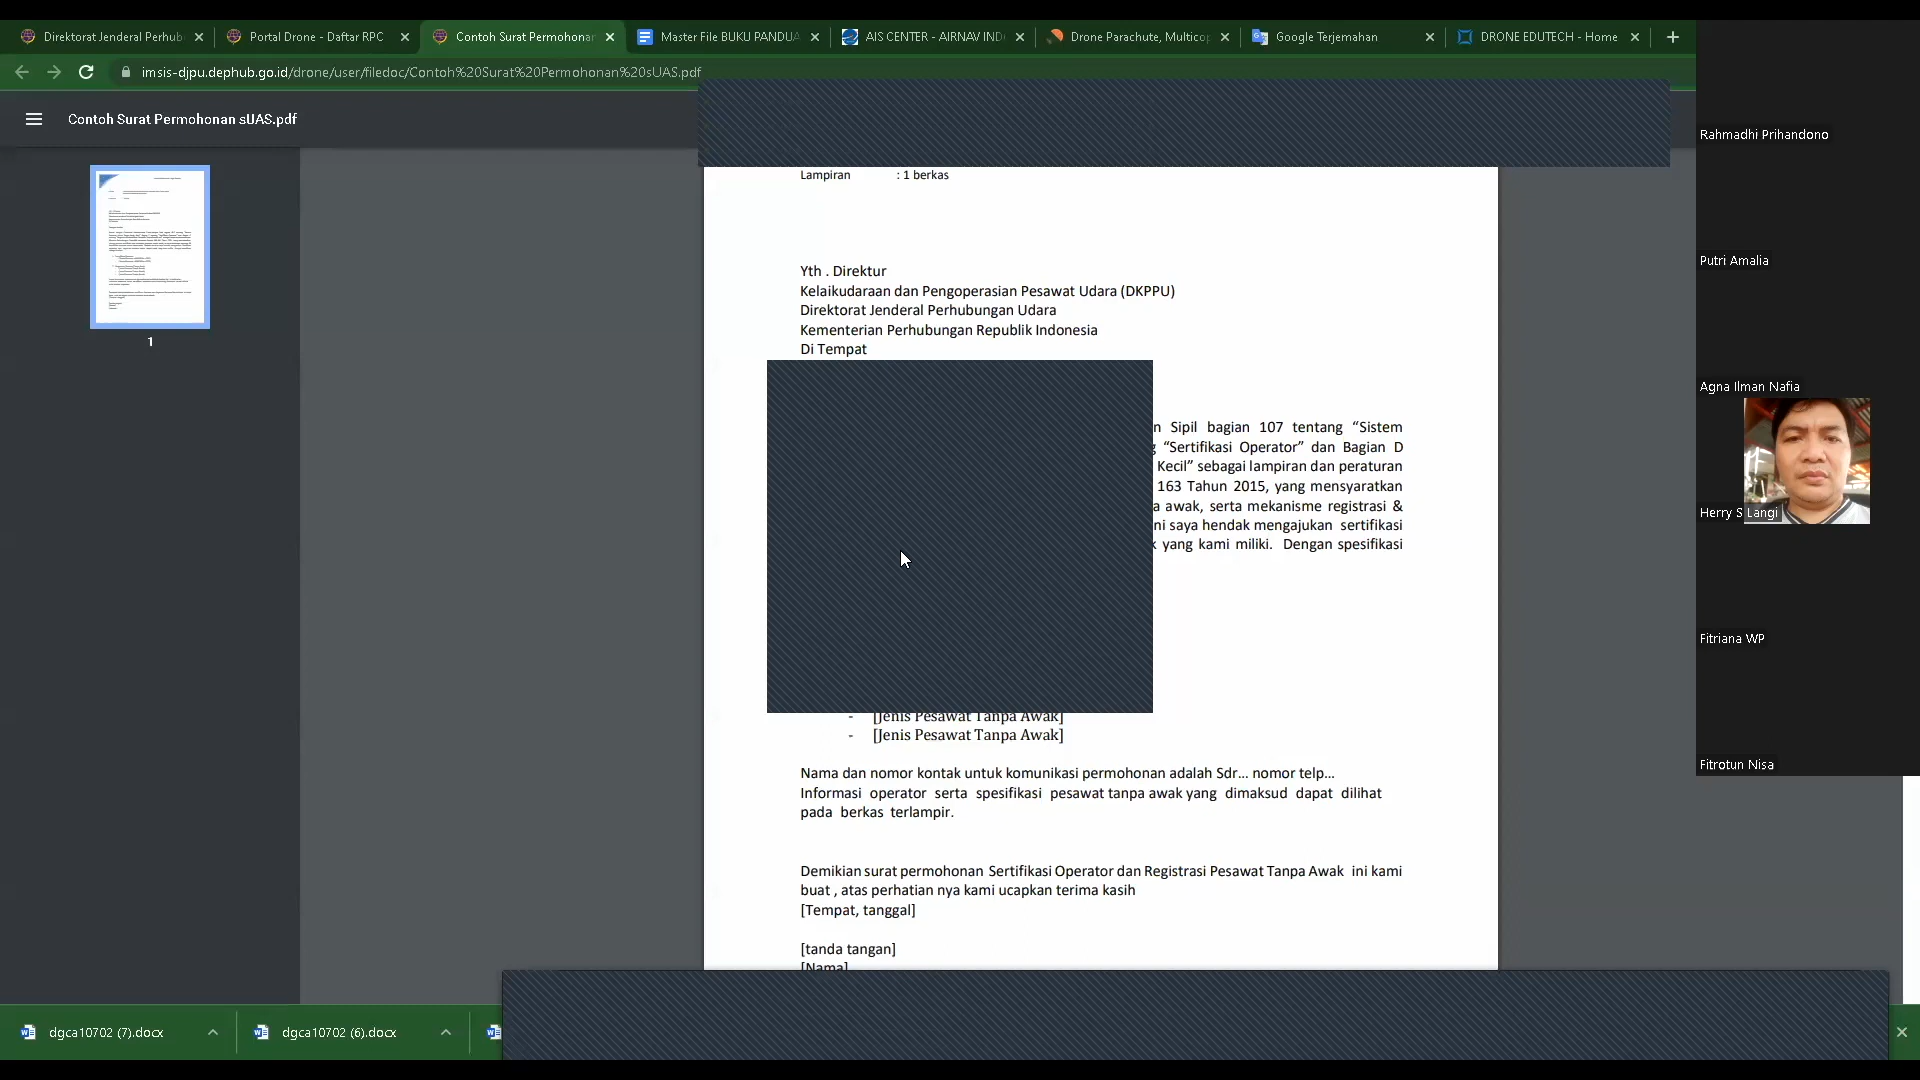 Direktorat Jenderal Perhub
Portal Drone - Daftar RPC
Contoh Surat Permohonan
Master File BUKU PANDUA
AIS CENTER - AIRNAV IND
Drone Parachute, Multicop
Google Terjemahan
DRONE EDUTECH - Home
imsis-djpu.dephub.go.id/drone/user/filedoc/Contoh%20Surat%20Permohonan%20sUAS.pdf
Contoh Surat Permohonan sUAS.pdf
1
Lampiran : 1 berkas
Yth . Direktur
Kelaikudaraan dan Pengoperasian Pesawat Udara (DKPPU)
Direktorat Jenderal Perhubungan Udara
Kementerian Perhubungan Republik Indonesia
Di Tempat
n Sipil bagian 107 tentang “Sistem
“Sertifikasi Operator” dan Bagian D
Kecil” sebagai lampiran dan peraturan
163 Tahun 2015, yang mensyaratkan
a awak, serta mekanisme registrasi &
ni saya hendak mengajukan sertifikasi
yang kami miliki. Dengan spesifikasi
- [Jenis Pesawat Tanpa Awak]
- [Jenis Pesawat Tanpa Awak]
Nama dan nomor kontak untuk komunikasi permohonan adalah Sdr... nomor telp...
Informasi operator serta spesifikasi pesawat tanpa awak yang dimaksud dapat dilihat
pada berkas terlampir.
Demikian surat permohonan Sertifikasi Operator dan Registrasi Pesawat Tanpa Awak ini kami
buat , atas perhatian nya kami ucapkan terima kasih
[Tempat, tanggal]
[tanda tangan]
[Nama]
Rahmadhi Prihandono
Putri Amalia
Agna Ilman Nafia
Herry S Langi
Fitriana WP
Fitrotun Nisa
dgca10702 (7).docx
dgca10702 (6).docx